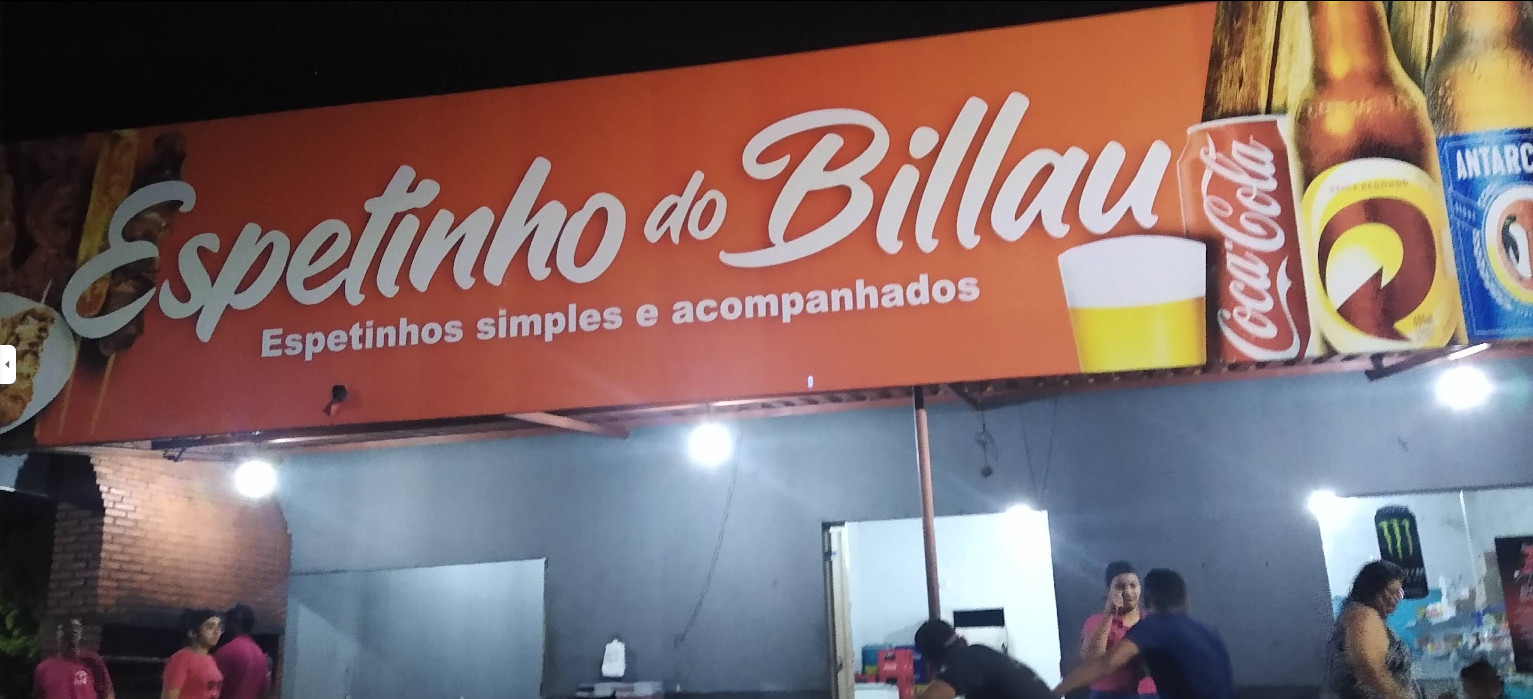 Espetinho do Billau
Espetinhos simples e acompanhados
Coca-Cola
ANTARC